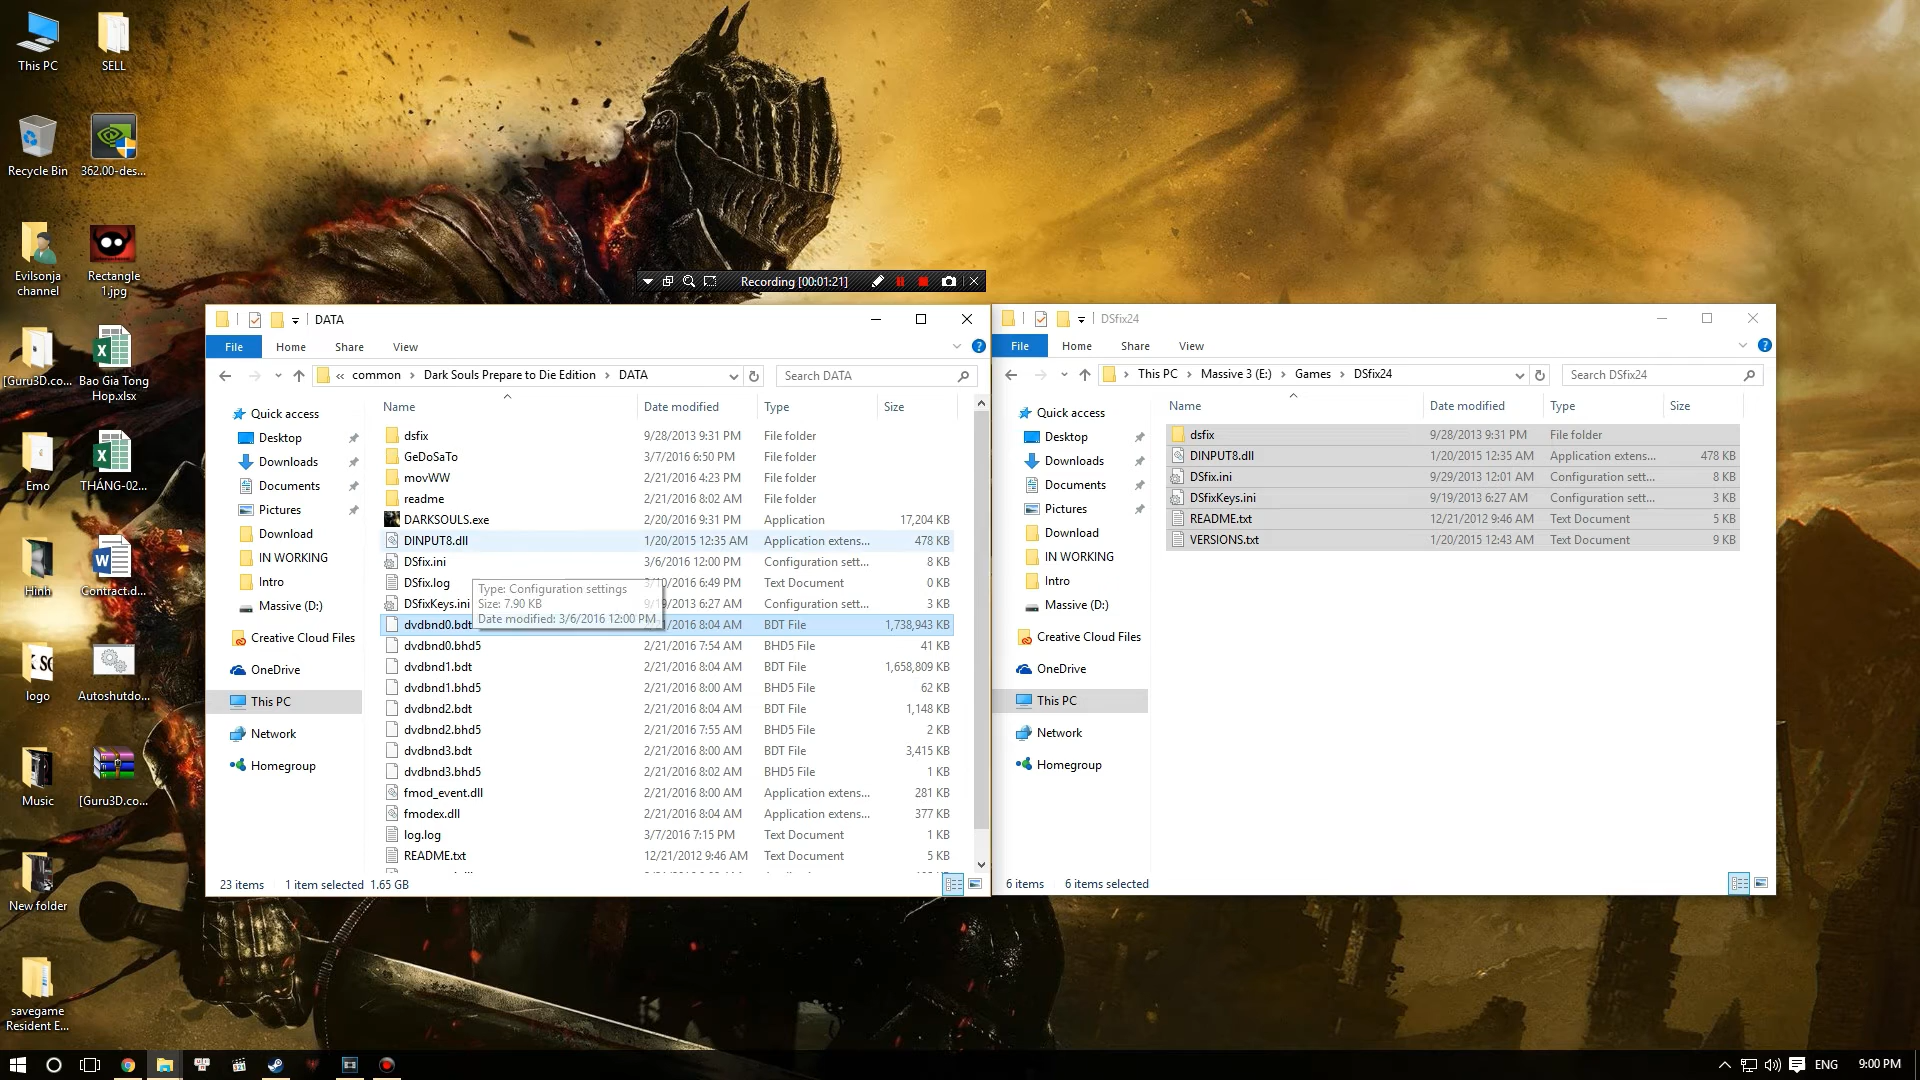 This PC
SELL
Recycle Bin
362.00-des...
Evilsonja
channel
Rectangle
1.jpg
[Guru3D.co...
Bao Gia Tong
Hop.xlsx
Emo
THÁNG-02...
Hình
Contract.d...
logo
Autoshutdo...
Music
[Guru3D.co...
New folder
savegame
Resident E...
Recording [00:01:21]
DATA
File Home Share View
« common > Dark Souls Prepare to Die Edition > DATA
Search DATA
Quick access
Desktop
Downloads
Documents
Pictures
Download
IN WORKING
Intro
Massive (D:)
Creative Cloud Files
OneDrive
This PC
Network
Homegroup
Name Date modified Type Size
dsfix 9/28/2013 9:31 PM File folder
GeDoSaTo 3/7/2016 6:50 PM File folder
movWW 2/21/2016 4:23 PM File folder
readme 2/21/2016 8:02 AM File folder
DARKSOULS.exe 2/20/2016 9:31 PM Application 17,204 KB
DINPUT8.dll 1/20/2015 12:35 AM Application extens... 478 KB
DSfix.ini 3/6/2016 12:00 PM Configuration sett... 8 KB
DSfix.log 6:49 PM Text Document 0 KB
DSfixKeys.ini 9/19/2013 6:27 AM Configuration sett... 3 KB
dvdbnd0.bdt 8:04 AM BDT File 1,738,943 KB
Type: Configuration settings
Size: 7.90 KB
Date modified: 3/6/2016 12:00 PM
dvdbnd0.bhd5 2/21/2016 7:54 AM BHD5 File 41 KB
dvdbnd1.bdt 2/21/2016 8:04 AM BDT File 1,658,809 KB
dvdbnd1.bhd5 2/21/2016 8:00 AM BHD5 File 62 KB
dvdbnd2.bdt 2/21/2016 8:04 AM BDT File 1,148 KB
dvdbnd2.bhd5 2/21/2016 7:55 AM BHD5 File 2 KB
dvdbnd3.bdt 2/21/2016 8:00 AM BDT File 3,415 KB
dvdbnd3.bhd5 2/21/2016 8:02 AM BHD5 File 1 KB
fmod_event.dll 2/21/2016 8:00 AM Application extens... 281 KB
fmodex.dll 2/21/2016 8:04 AM Application extens... 377 KB
log.log 3/7/2016 7:15 PM Text Document 1 KB
README.txt 12/21/2012 9:46 AM Text Document 5 KB
23 items 1 item selected 1.65 GB
DSfix24
File Home Share View
> This PC > Massive 3 (E:) > Games > DSfix24
Search DSfix24
Quick access
Desktop
Downloads
Documents
Pictures
Download
IN WORKING
Intro
Massive (D:)
Creative Cloud Files
OneDrive
This PC
Network
Homegroup
Name Date modified Type Size
dsfix 9/28/2013 9:31 PM File folder
DINPUT8.dll 1/20/2015 12:35 AM Application extens... 478 KB
DSfix.ini 9/29/2013 12:01 AM Configuration sett... 8 KB
DSfixKeys.ini 9/19/2013 6:27 AM Configuration sett... 3 KB
README.txt 12/21/2012 9:46 AM Text Document 5 KB
VERSIONS.txt 1/20/2015 12:43 AM Text Document 9 KB
6 items 6 items selected
ENG 9:00 PM